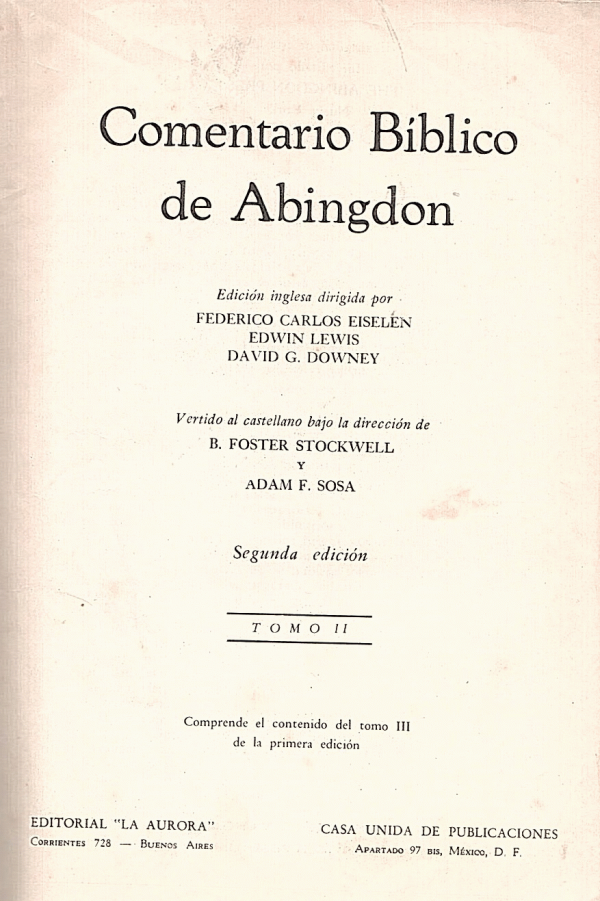 Comentario Bíblico
de Abingdon
Edición inglesa dirigida por
FEDERICO CARLOS EISELEN
EDWIN LEWIS
DAVID G. DOWNEY
Vertido al castellano bajo la dirección de
B. FOSTER STOCKWELL
Y
ADAM F. SOSA
Segunda edición
TOMO II
Comprende el contenido del tomo III
de la primera edición
EDITORIAL "LA AURORA"
CORRIENTES 728 — BUENOS AIRES
CASA UNIDA DE PUBLICACIONES
APARTADO 97 BIS, MÉXICO, D. F.